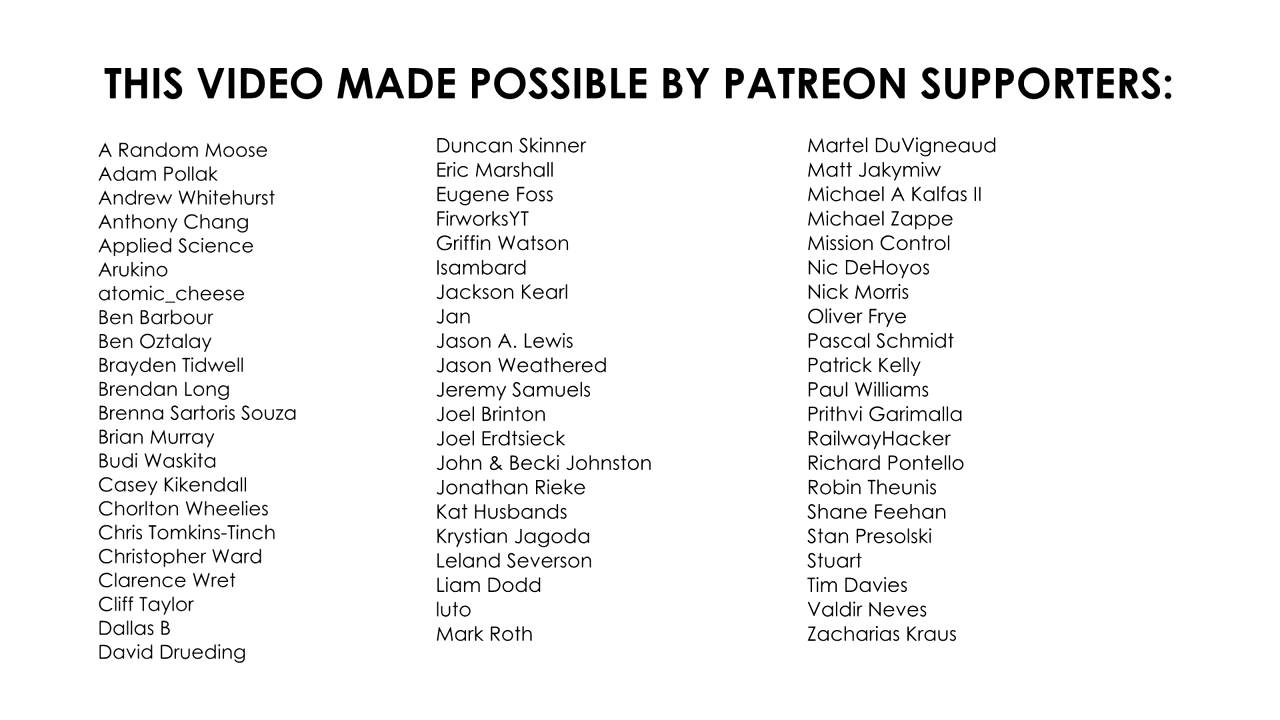 THIS VIDEO MADE POSSIBLE BY PATREON SUPPORTERS:
A Random Moose
Adam Pollak
Andrew Whitehurst
Anthony Chang
Applied Science
Arukino
atomic_cheese
Ben Barbour
Ben Oztalay
Brayden Tidwell
Brendan Long
Brenna Sartoris Souza
Brian Murray
Budi Waskita
Casey Kikendall
Chorlton Wheelies
Chris Tomkins-Tinch
Christopher Ward
Clarence Wret
Cliff Taylor
Dallas B
David Drueding
Duncan Skinner
Eric Marshall
Eugene Foss
FirworksYT
Griffin Watson
Isambard
Jackson Kearl
Jan
Jason A. Lewis
Jason Weathered
Jeremy Samuels
Joel Brinton
Joel Erdtsieck
John & Becki Johnston
Jonathan Rieke
Kat Husbands
Krystian Jagoda
Leland Severson
Liam Dodd
luto
Mark Roth
Martel DuVigneaud
Matt Jakymiw
Michael A Kalfas II
Michael Zappe
Mission Control
Nic DeHoyos
Nick Morris
Oliver Frye
Pascal Schmidt
Patrick Kelly
Paul Williams
Prithvi Garimalla
RailwayHacker
Richard Pontello
Robin Theunis
Shane Feehan
Stan Presolski
Stuart
Tim Davies
Valdir Neves
Zacharias Kraus